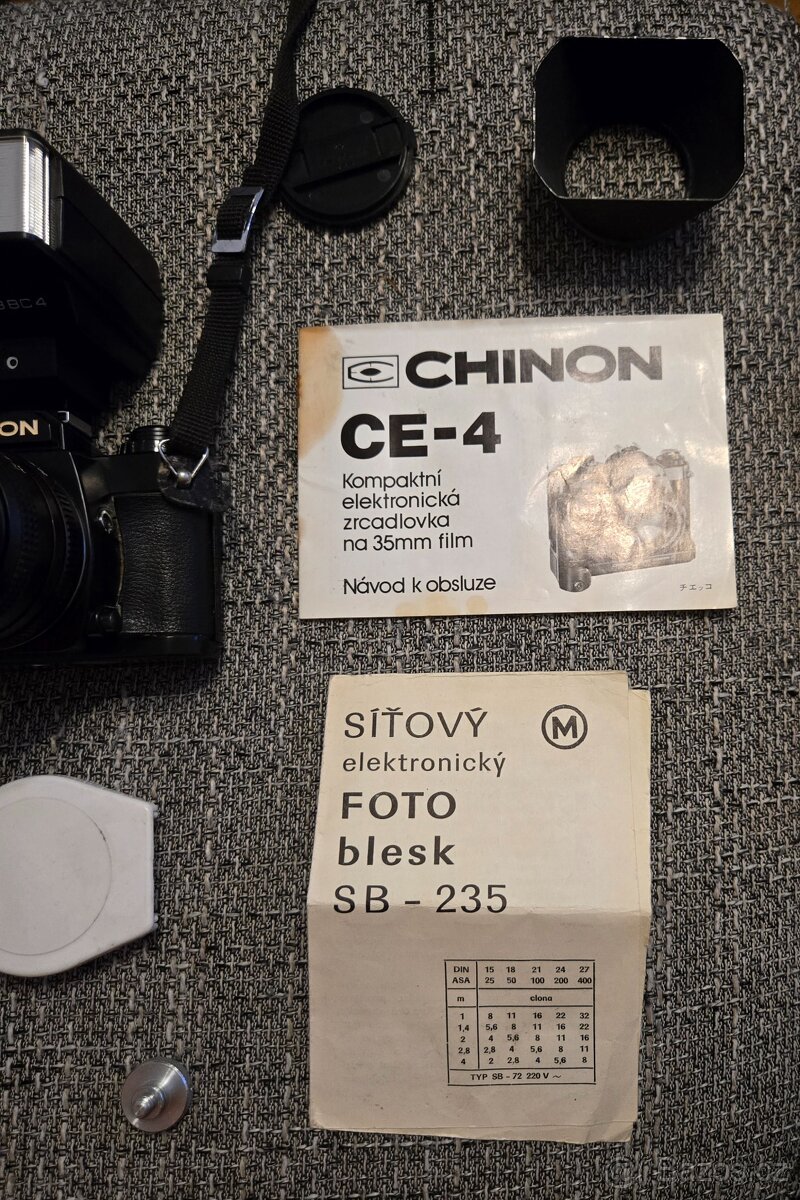 BC4
ON
CHINON
CE-4
Kompaktní
elektronická
zrcadlovka
na 35mm film
Návod k obsluze
チエッコ
SÍŤOVÝ M
elektronický
FOTO
blesk
SB - 235
DIN 15 18 21 24 27
ASA 25 50 100 200 400
m clona
1 8 11 16 22 32
1,4 5,6 8 11 16 22
2 4 5,6 8 11 16
2,8 2,8 4 5,6 8 11
4 2 2,8 4 5,6 8
TYP SB - 72 220 V ~
Bazos.cz